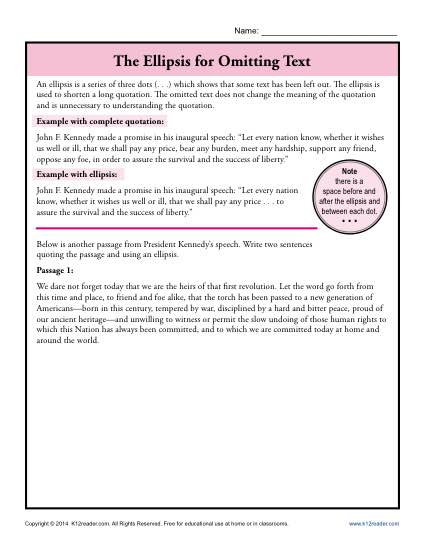 Name:
The Ellipsis for Omitting Text
An ellipsis is a series of three dots (. . .) which shows that some text has been left out. The ellipsis is
used to shorten a long quotation. The omitted text does not change the meaning of the quotation
and is unnecessary to understanding the quotation.
Example with complete quotation:
John F. Kennedy made a promise in his inaugural speech: “Let every nation know, whether it wishes
us well or ill, that we shall pay any price, bear any burden, meet any hardship, support any friend,
oppose any foe, in order to assure the survival and the success of liberty.”
Example with ellipsis:
John F. Kennedy made a promise in his inaugural speech: “Let every nation
know, whether it wishes us well or ill, that we shall pay any price . . . to
assure the survival and the success of liberty.”
Note
there is a
space before and
after the ellipsis and
between each dot.
• • •
Below is another passage from President Kennedy’s speech. Write two sentences
quoting the passage and using an ellipsis.
Passage 1:
We dare not forget today that we are the heirs of that first revolution. Let the word go forth from
this time and place, to friend and foe alike, that the torch has been passed to a new generation of
Americans—born in this century, tempered by war, disciplined by a hard and bitter peace, proud of
our ancient heritage—and unwilling to witness or permit the slow undoing of those human rights to
which this Nation has always been committed, and to which we are committed today at home and
around the world.
Copyright © 2014 K12reader.com. All Rights Reserved. Free for educational use at home or in classrooms.
www.k12reader.com